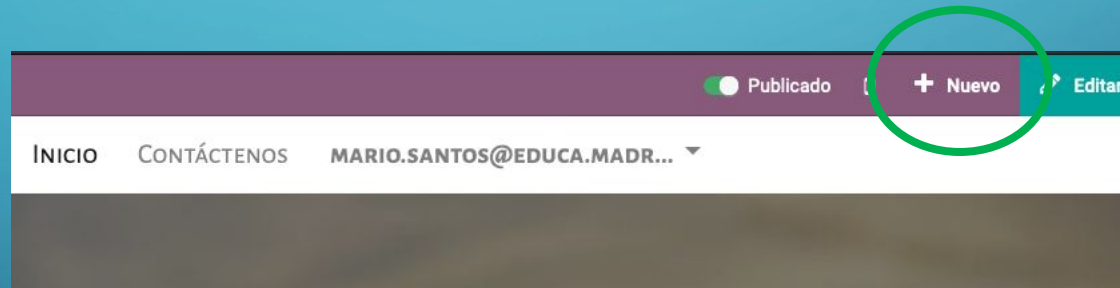 Publicado + Nuevo Editar
INICIO CONTÁCTENOS MARIO.SANTOS@EDUCA.MADR...